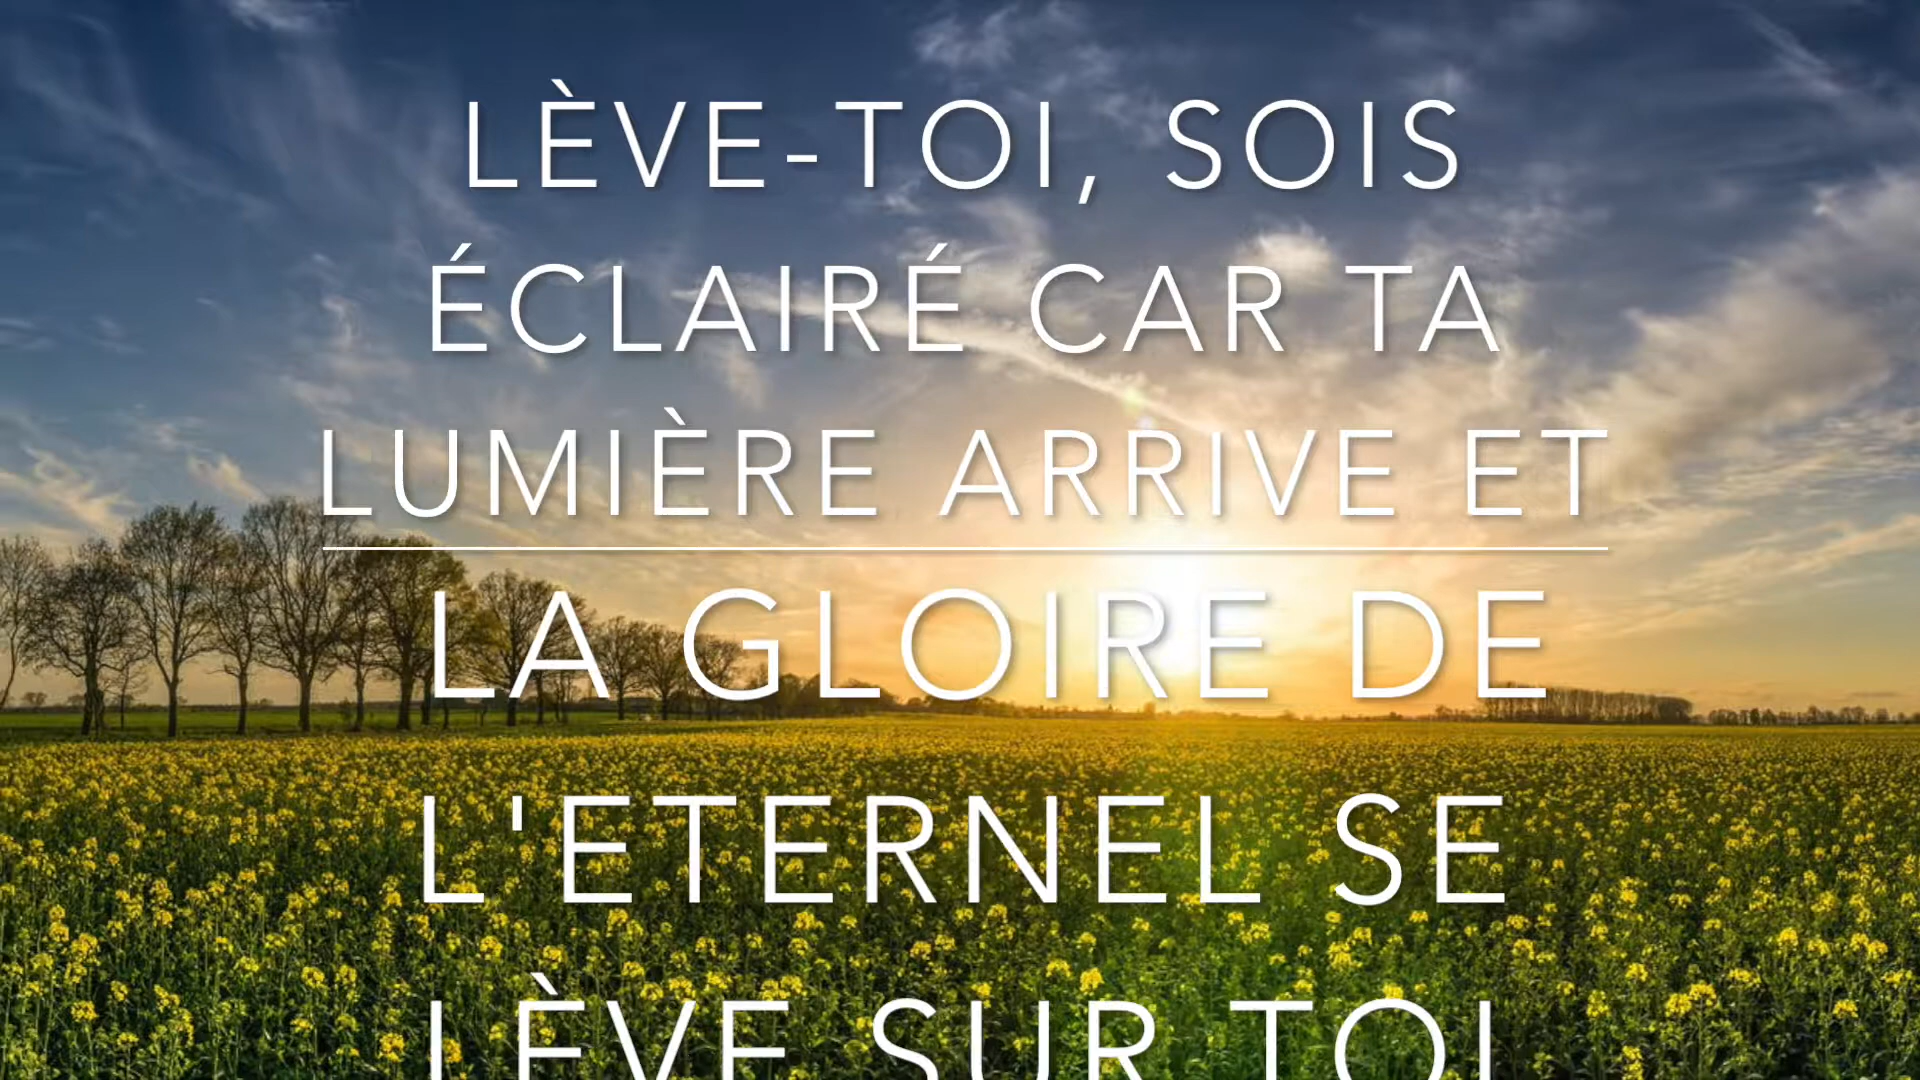 LÈVE-TOI, SOIS
ÉCLAIRÉ CAR TA
LUMIÈRE ARRIVE ET
LA GLOIRE DE
L'ETERNEL SE
LÈVE SUR TOI